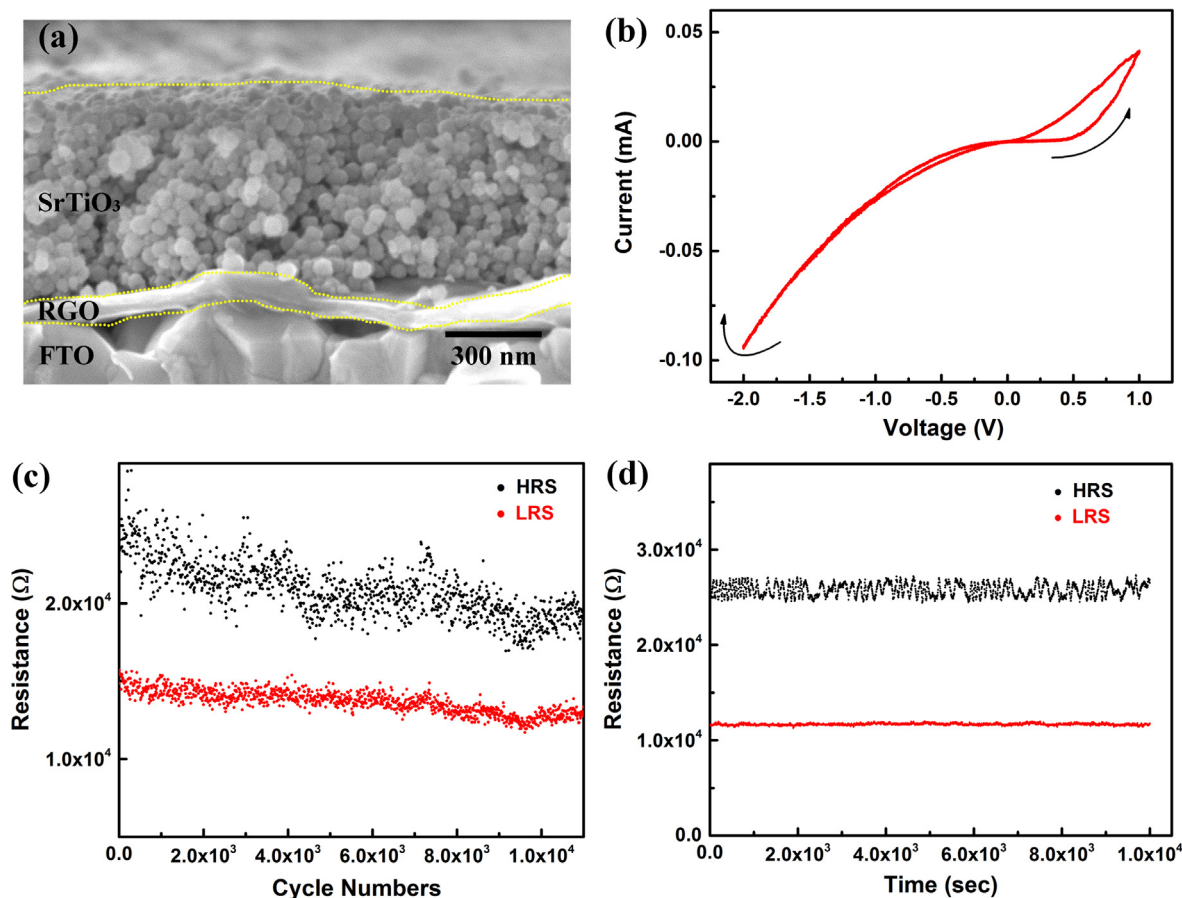 (a)
SrTiO₃
RGO
FTO
300 nm
(b)
0.05
0.00
-0.05
-0.10
Current (mA)
-2.0 -1.5 -1.0 -0.5 0.0 0.5 1.0
Voltage (V)
(c)
HRS
LRS
2.0x10⁴
1.0x10⁴
Resistance (Ω)
0.0 2.0x10³ 4.0x10³ 6.0x10³ 8.0x10³ 1.0x10⁴
Cycle Numbers
(d)
HRS
LRS
3.0x10⁴
2.0x10⁴
1.0x10⁴
0.0
Resistance (Ω)
0.0 2.0x10³ 4.0x10³ 6.0x10³ 8.0x10³ 1.0x10⁴
Time (sec)